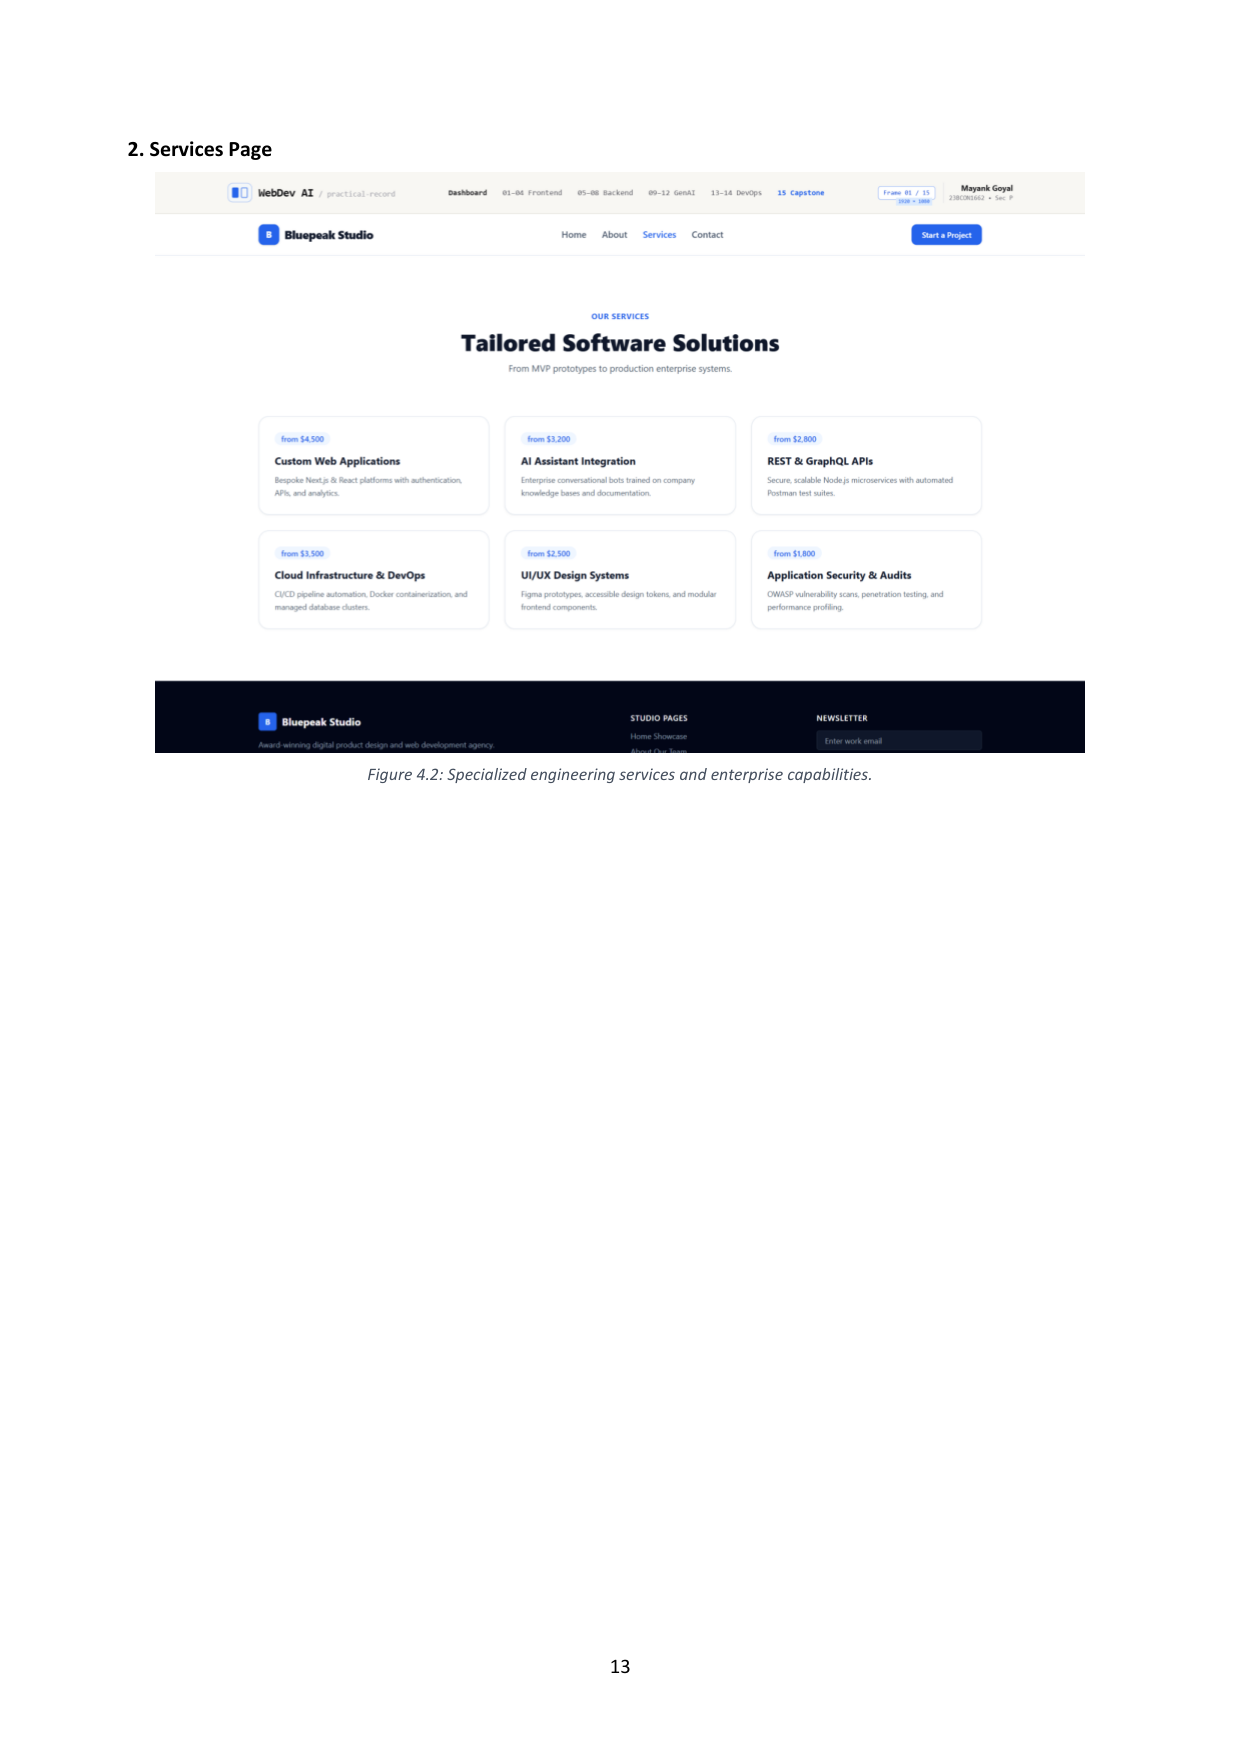 2. Services Page
WebDev AI / practical-record
Dashboard 01-04 Frontend 05-08 Backend 09-12 GenAI 13-14 DevOps 15 Capstone
Frame 01 / 15
Mayank Goyal
• Sec P
B Bluepeak Studio
Home About Services Contact
Start a Project
OUR SERVICES
Tailored Software Solutions
From MVP prototypes to production enterprise systems.
from $4,500
Custom Web Applications
Bespoke Next.js & React platforms with authentication,
APIs, and analytics.
from $3,200
AI Assistant Integration
Enterprise conversational bots trained on company
knowledge bases and documentation.
from $2,800
REST & GraphQL APIs
Secure, scalable Node.js microservices with automated
Postman test suites.
from $3,500
Cloud Infrastructure & DevOps
CI/CD pipeline automation, Docker containerization, and
managed database clusters.
from $2,500
UI/UX Design Systems
Figma prototypes, accessible design tokens, and modular
frontend components.
from $1,800
Application Security & Audits
OWASP vulnerability scans, penetration testing, and
performance profiling.
B Bluepeak Studio
Award-winning digital product design and web development agency.
STUDIO PAGES
Home Showcase
About Our Team
NEWSLETTER
Enter work email
Figure 4.2: Specialized engineering services and enterprise capabilities.
13